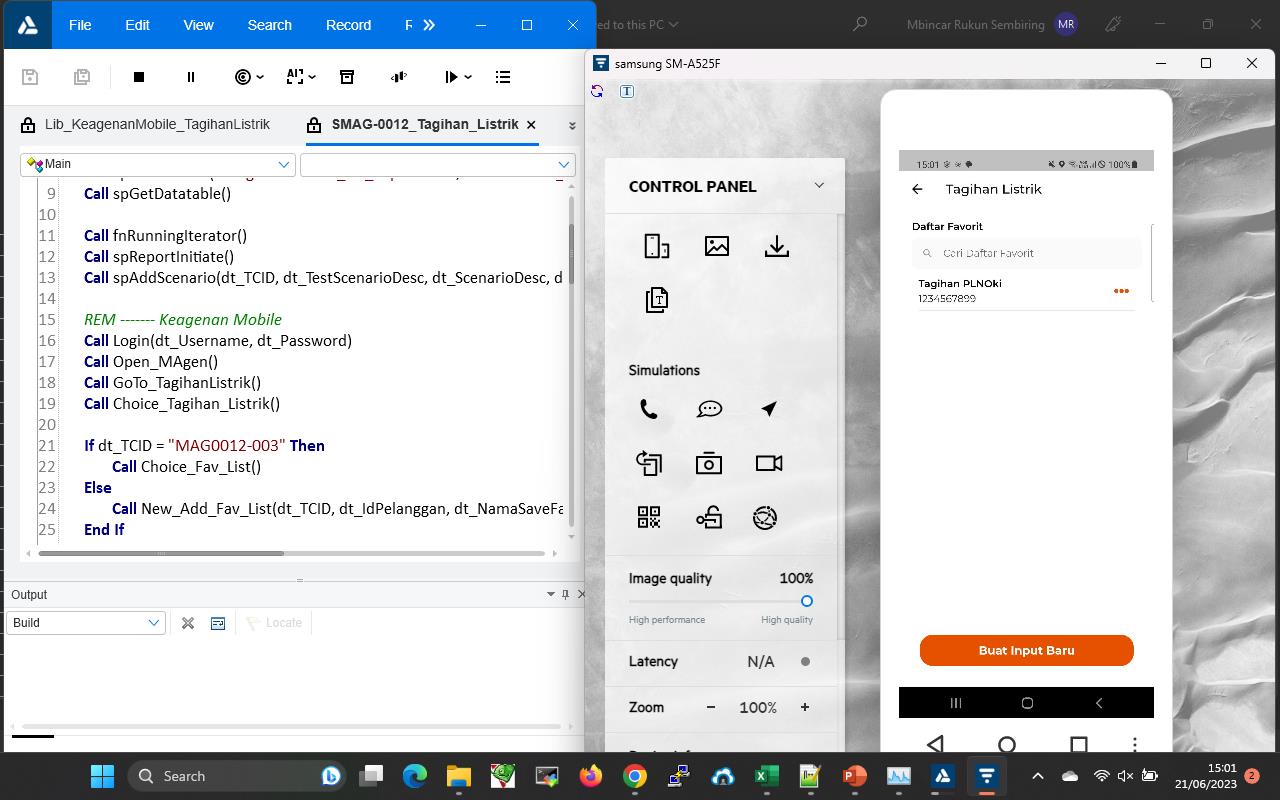 File Edit View Search Record
ed to this PC
Mbincar Rukun Sembiring MR
samsung SM-A525F
Lib_KeagenanMobile_TagihanListrik
SMAG-0012_Tagihan_Listrik
Main
9 Call spGetDatatable()
10
11 Call fnRunningIterator()
12 Call spReportInitiate()
13 Call spAddScenario(dt_TCID, dt_TestScenarioDesc, dt_ScenarioDesc, d
14
15 REM ------- Keagenan Mobile
16 Call Login(dt_Username, dt_Password)
17 Call Open_MAgen()
18 Call GoTo_TagihanListrik()
19 Call Choice_Tagihan_Listrik()
20
21 If dt_TCID = "MAG0012-003" Then
22 Call Choice_Fav_List()
23 Else
24 Call New_Add_Fav_List(dt_TCID, dt_IdPelanggan, dt_NamaSaveFa
25 End If
Output
Build
Locate
CONTROL PANEL
Simulations
Image quality 100%
High performance High quality
Latency N/A
Zoom 100%
15:01 100%
Tagihan Listrik
Daftar Favorit
Cari Daftar Favorit
Tagihan PLNOki
1234567899
Buat Input Baru
Search
15:01
21/06/2023
2